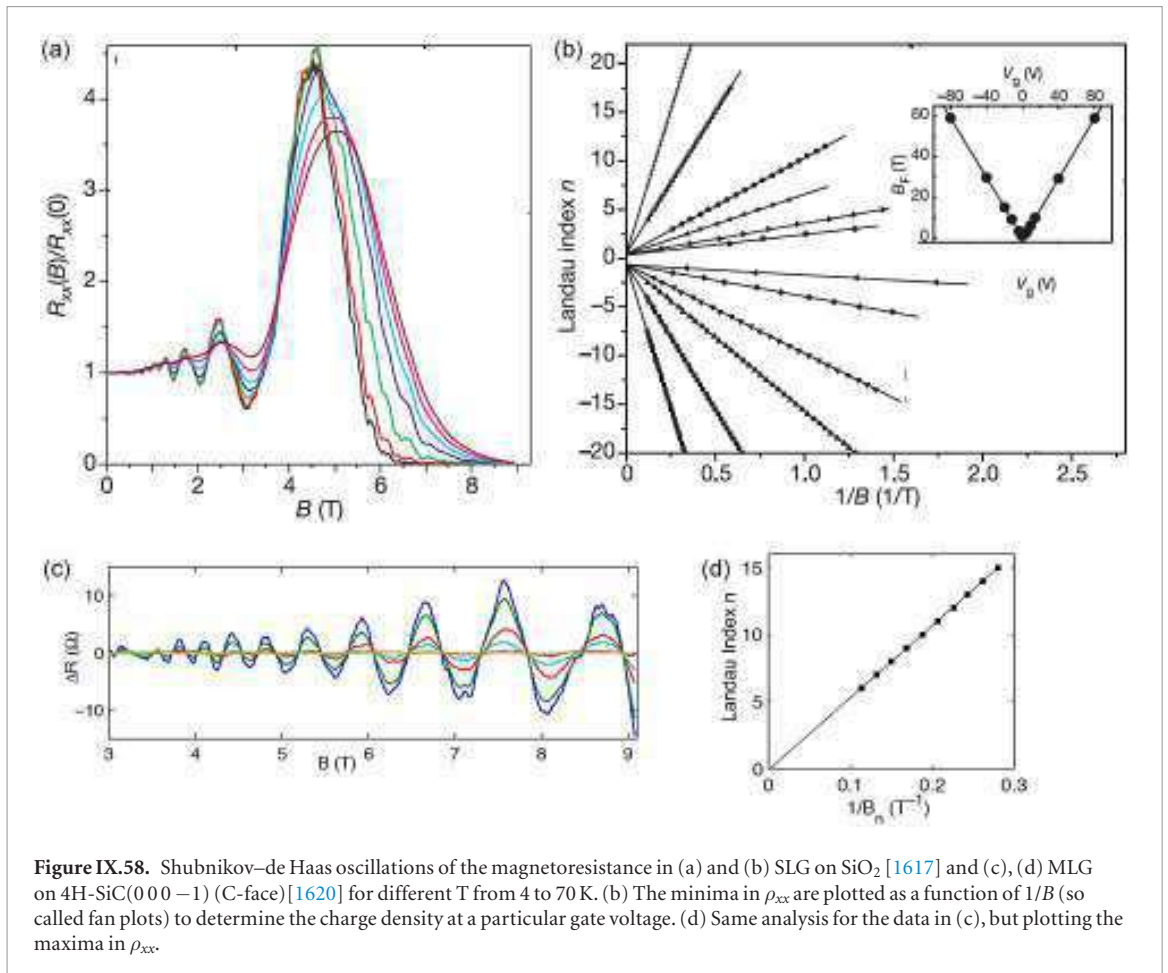 (a)
4
3
2
1
0
R_xx(B)/R_xx(0)
0 2 4 6 8
B (T)
(b)
20
15
10
5
0
−5
−10
−15
−20
Landau index n
0 0.5 1.0 1.5 2.0 2.5
1/B (1/T)
V_g (V)
−80 −40 0 40 80
60
40
20
0
B_F (T)
V_g (V)
(c)
10
0
−10
ΔR (Ω)
3 4 5 6 7 8 9
B (T)
(d)
15
10
5
0
Landau Index n
0 0.1 0.2 0.3
1/B_n (T⁻¹)
Figure IX.58. Shubnikov–de Haas oscillations of the magnetoresistance in (a) and (b) SLG on SiO₂ [1617] and (c), (d) MLG
on 4H-SiC(0 0 0 −1) (C-face)[1620] for different T from 4 to 70 K. (b) The minima in ρ_xx are plotted as a function of 1/B (so
called fan plots) to determine the charge density at a particular gate voltage. (d) Same analysis for the data in (c), but plotting the
maxima in ρ_xx.